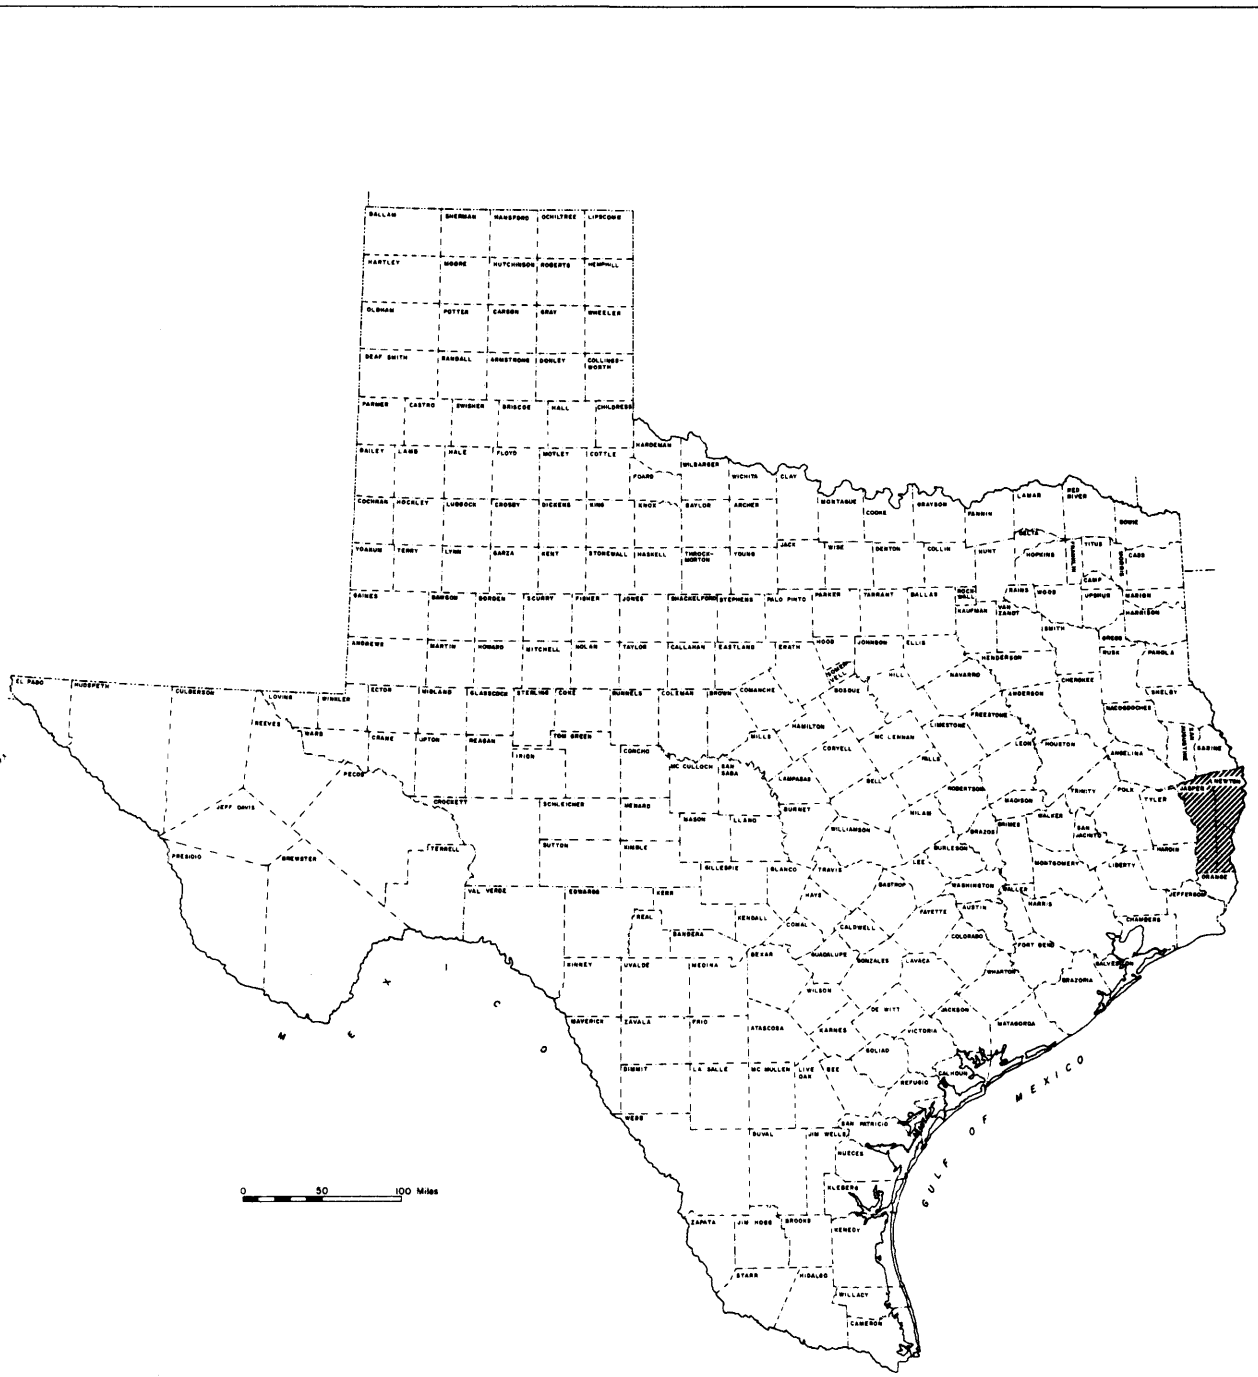 DALLAM SHERMAN HANSFORD OCHILTREE LIPSCOMB
HARTLEY MOORE HUTCHINSON ROBERTS HEMPHILL
OLDHAM POTTER CARSON GRAY WHEELER
DEAF SMITH RANDALL ARMSTRONG DONLEY COLLINGS-
WORTH
PARMER CASTRO SWISHER BRISCOE HALL CHILDRESS
HARDEMAN
BAILEY LAMB HALE FLOYD MOTLEY COTTLE
WILBARGER
FOARD WICHITA CLAY
COCHRAN HOCKLEY LUBBOCK CROSBY DICKENS KING KNOX BAYLOR ARCHER MONTAGUE COOKE GRAYSON FANNIN LAMAR RED
RIVER
BOWIE
YOAKUM TERRY LYNN GARZA KENT STONEWALL HASKELL THROCK-
MORTON YOUNG JACK WISE DENTON COLLIN HUNT DELTA HOPKINS FRANKLIN TITUS MORRIS CASS
CAMP
GAINES DAWSON BORDEN SCURRY FISHER JONES SHACKELFORD STEPHENS PALO PINTO PARKER TARRANT DALLAS ROCK-
WALL RAINS WOOD UPSHUR MARION
KAUFMAN VAN
ZANDT HARRISON
SMITH GREGG
ANDREWS MARTIN HOWARD MITCHELL NOLAN TAYLOR CALLAHAN EASTLAND ERATH HOOD JOHNSON ELLIS
RUSK PANOLA
SOMER-
VELL HENDERSON
EL PASO HUDSPETH CULBERSON LOVING WINKLER ECTOR MIDLAND GLASSCOCK STERLING COKE RUNNELS COLEMAN BROWN COMANCHE BOSQUE HILL NAVARRO CHEROKEE
ANDERSON SHELBY
REEVES WARD CRANE UPTON REAGAN TOM GREEN HAMILTON LIMESTONE FREESTONE NACOGDOCHES
IRION CONCHO MILLS CORYELL MC LENNAN LEON HOUSTON ANGELINA SAN
AUGUSTINE SABINE
MC CULLOCH SAN
SABA FALLS
PECOS LAMPASAS BELL ROBERTSON TRINITY POLK TYLER JASPER NEWTON
JEFF DAVIS CROCKETT SCHLEICHER MENARD BURNET MILAM MADISON
MASON LLANO WILLIAMSON BRAZOS GRIMES WALKER SAN
JACINTO
PRESIDIO BREWSTER TERRELL SUTTON KIMBLE BURLESON HARDIN
GILLESPIE BLANCO TRAVIS LEE MONTGOMERY LIBERTY
ORANGE
VAL VERDE EDWARDS KERR HAYS BASTROP WASHINGTON WALLER JEFFERSON
REAL KENDALL COMAL CALDWELL FAYETTE AUSTIN HARRIS CHAMBERS
BANDERA COLORADO FORT BEND
KINNEY UVALDE MEDINA BEXAR GUADALUPE GONZALES LAVACA WHARTON GALVESTON
BRAZORIA
WILSON
MAVERICK ZAVALA FRIO ATASCOSA KARNES DE WITT JACKSON MATAGORDA
VICTORIA
GOLIAD
DIMMIT LA SALLE MC MULLEN LIVE
OAK BEE CALHOUN
REFUGIO
WEBB SAN PATRICIO
DUVAL JIM WELLS
NUECES
KLEBERG
ZAPATA JIM HOGG BROOKS KENEDY
STARR HIDALGO
WILLACY
CAMERON
MEXICO
GULF OF MEXICO
0 50 100 Miles